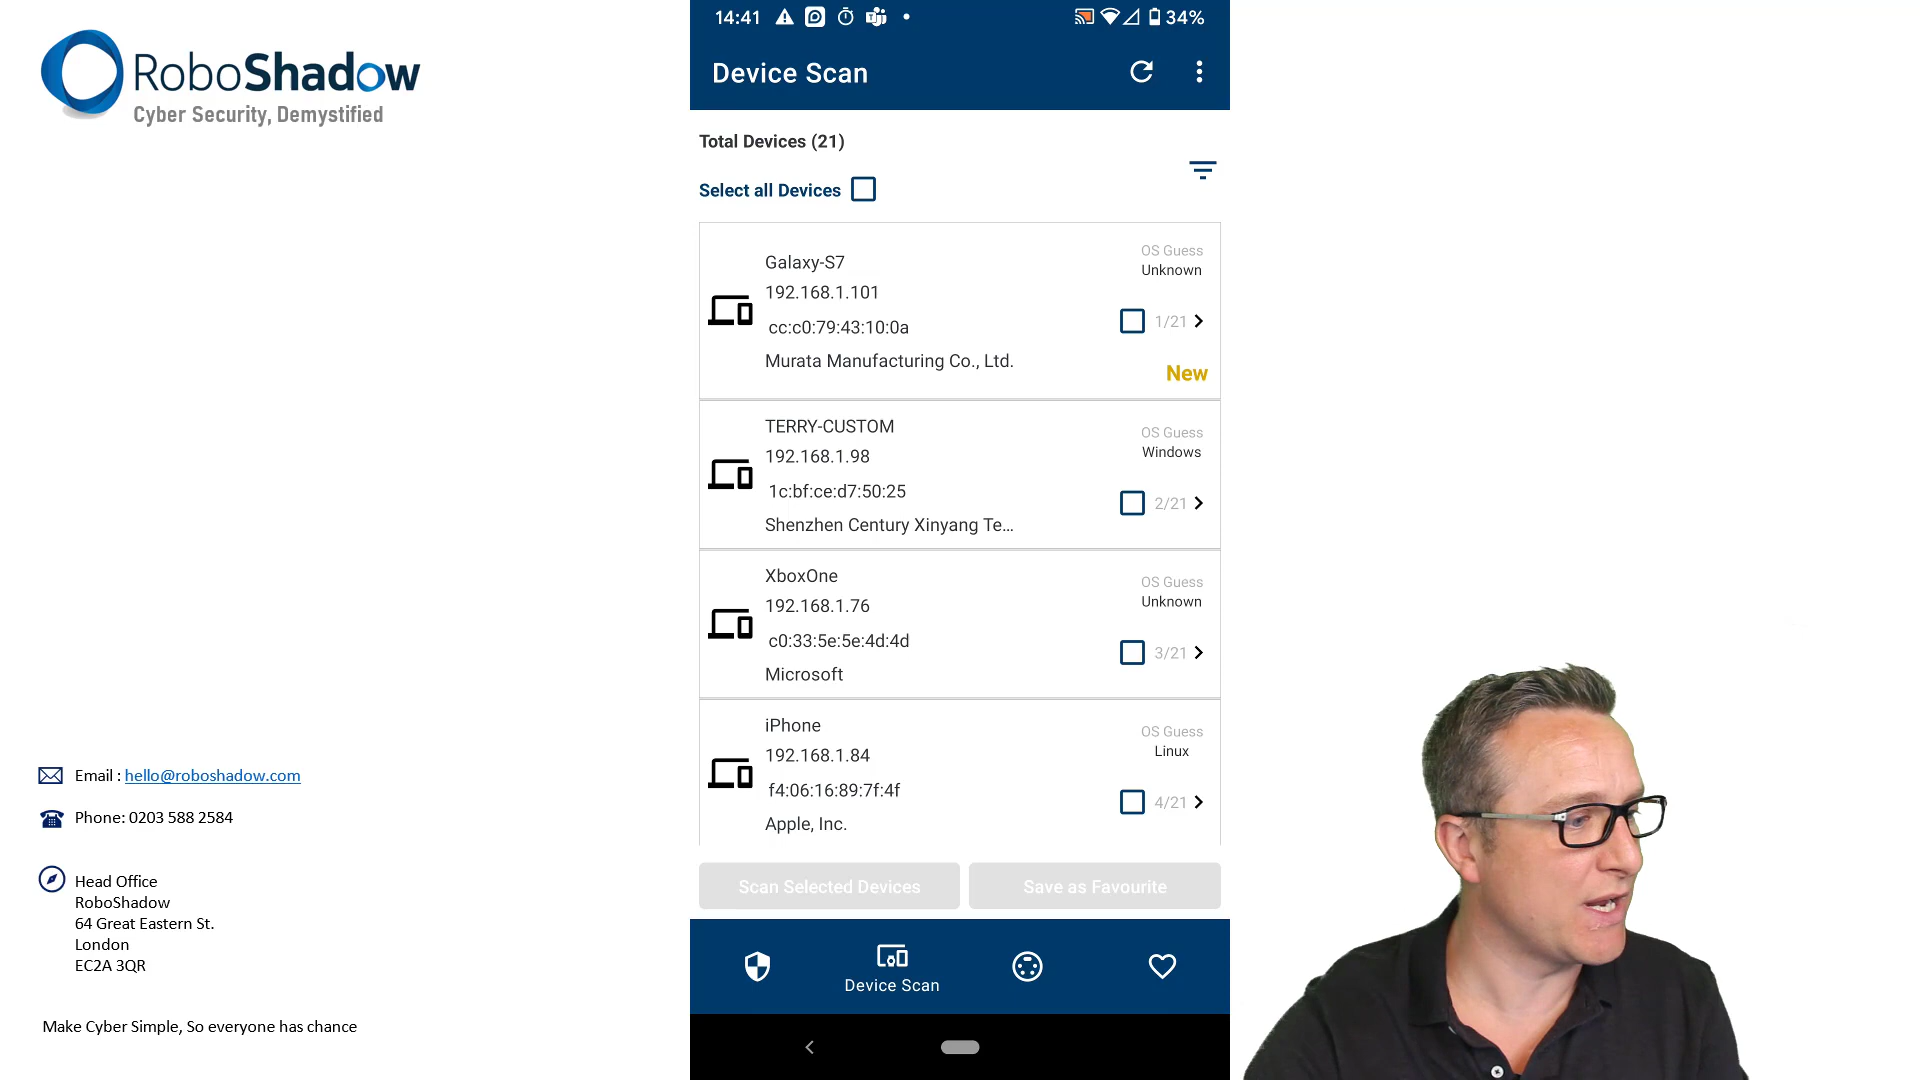 RoboShadow
Cyber Security, Demystified
Email : hello@roboshadow.com
Phone: 0203 588 2584
Head Office
RoboShadow
64 Great Eastern St.
London
EC2A 3QR
Make Cyber Simple, So everyone has chance
14:41
34%
Device Scan
Total Devices (21)
Select all Devices
Galaxy-S7
192.168.1.101
cc:c0:79:43:10:0a
Murata Manufacturing Co., Ltd.
OS Guess
Unknown
1/21
New
TERRY-CUSTOM
192.168.1.98
1c:bf:ce:d7:50:25
Shenzhen Century Xinyang Te...
OS Guess
Windows
2/21
XboxOne
192.168.1.76
c0:33:5e:5e:4d:4d
Microsoft
OS Guess
Unknown
3/21
iPhone
192.168.1.84
f4:06:16:89:7f:4f
Apple, Inc.
OS Guess
Linux
4/21
Scan Selected Devices
Save as Favourite
Device Scan